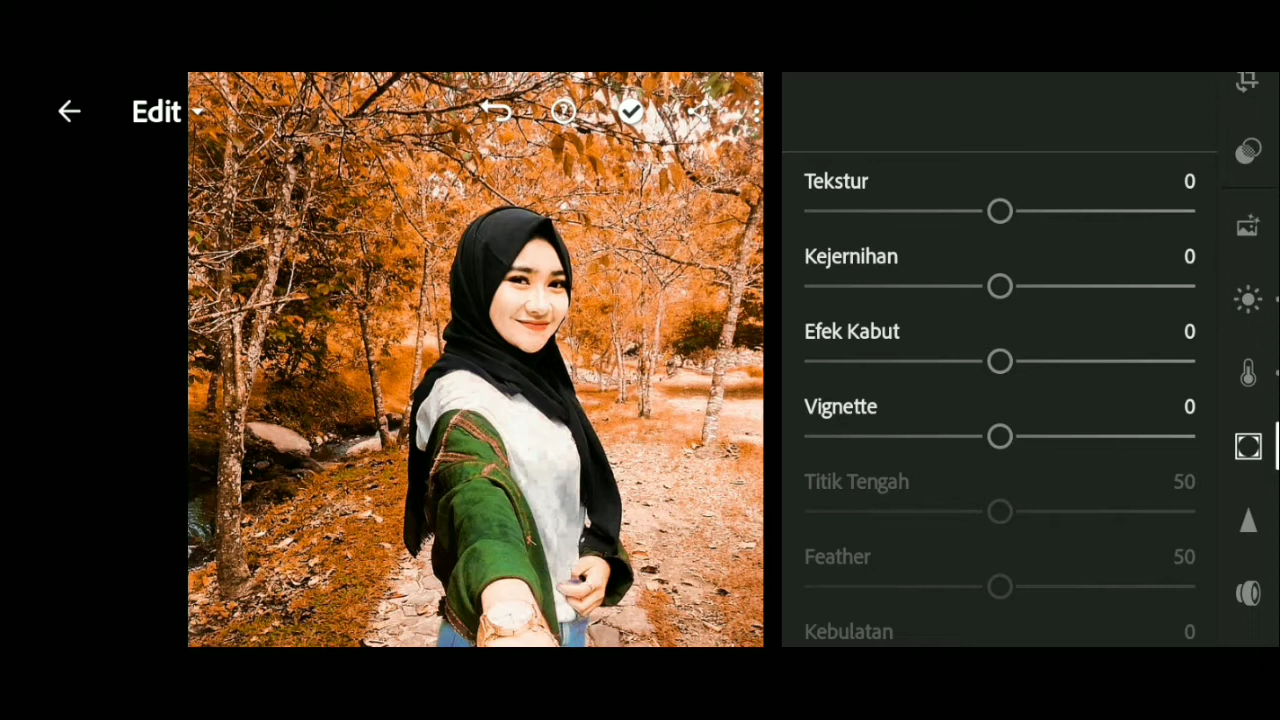 Edit
Tekstur 0
Kejernihan 0
Efek Kabut 0
Vignette 0
Titik Tengah 50
Feather 50
Kebulatan 0